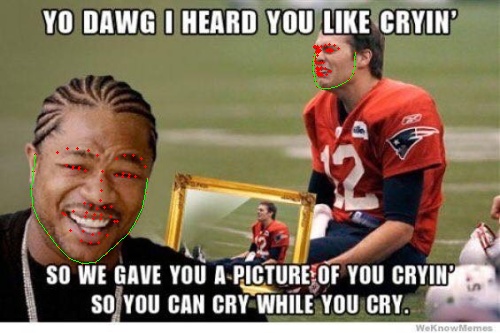 YO DAWG I HEARD YOU LIKE CRYIN'
12
12
SO WE GAVE YOU A PICTURE OF YOU CRYIN'
SO YOU CAN CRY WHILE YOU CRY.
WeKnowMemes